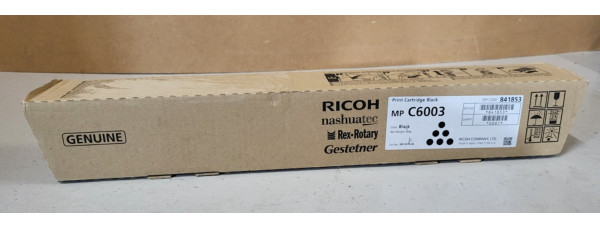 GENUINE
RICOH
nashuatec
Rex-Rotary
Gestetner
Print Cartridge Black
841853
MP C6003
Black
RICOH COMPANY, LTD.